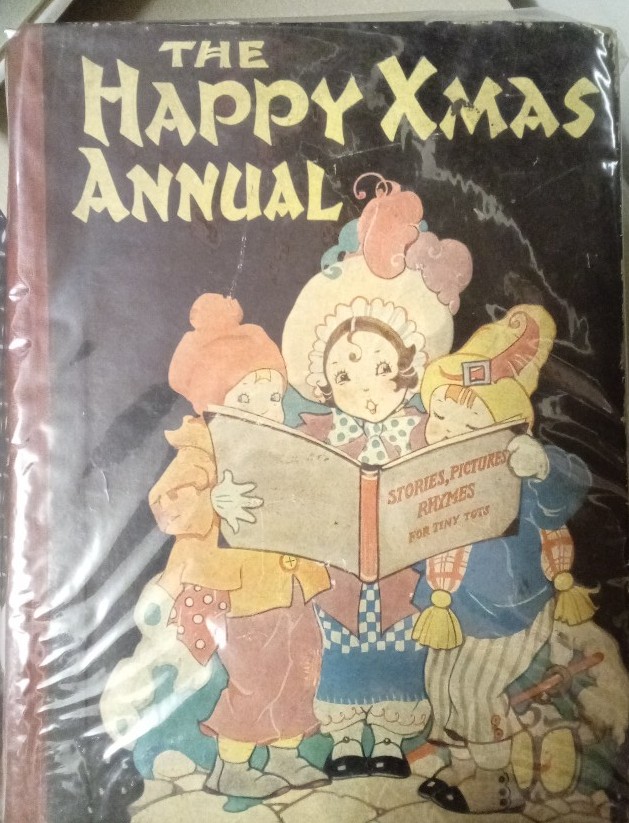 THE
HAPPY XMAS
ANNUAL
STORIES, PICTURES
RHYMES
FOR TINY TOTS